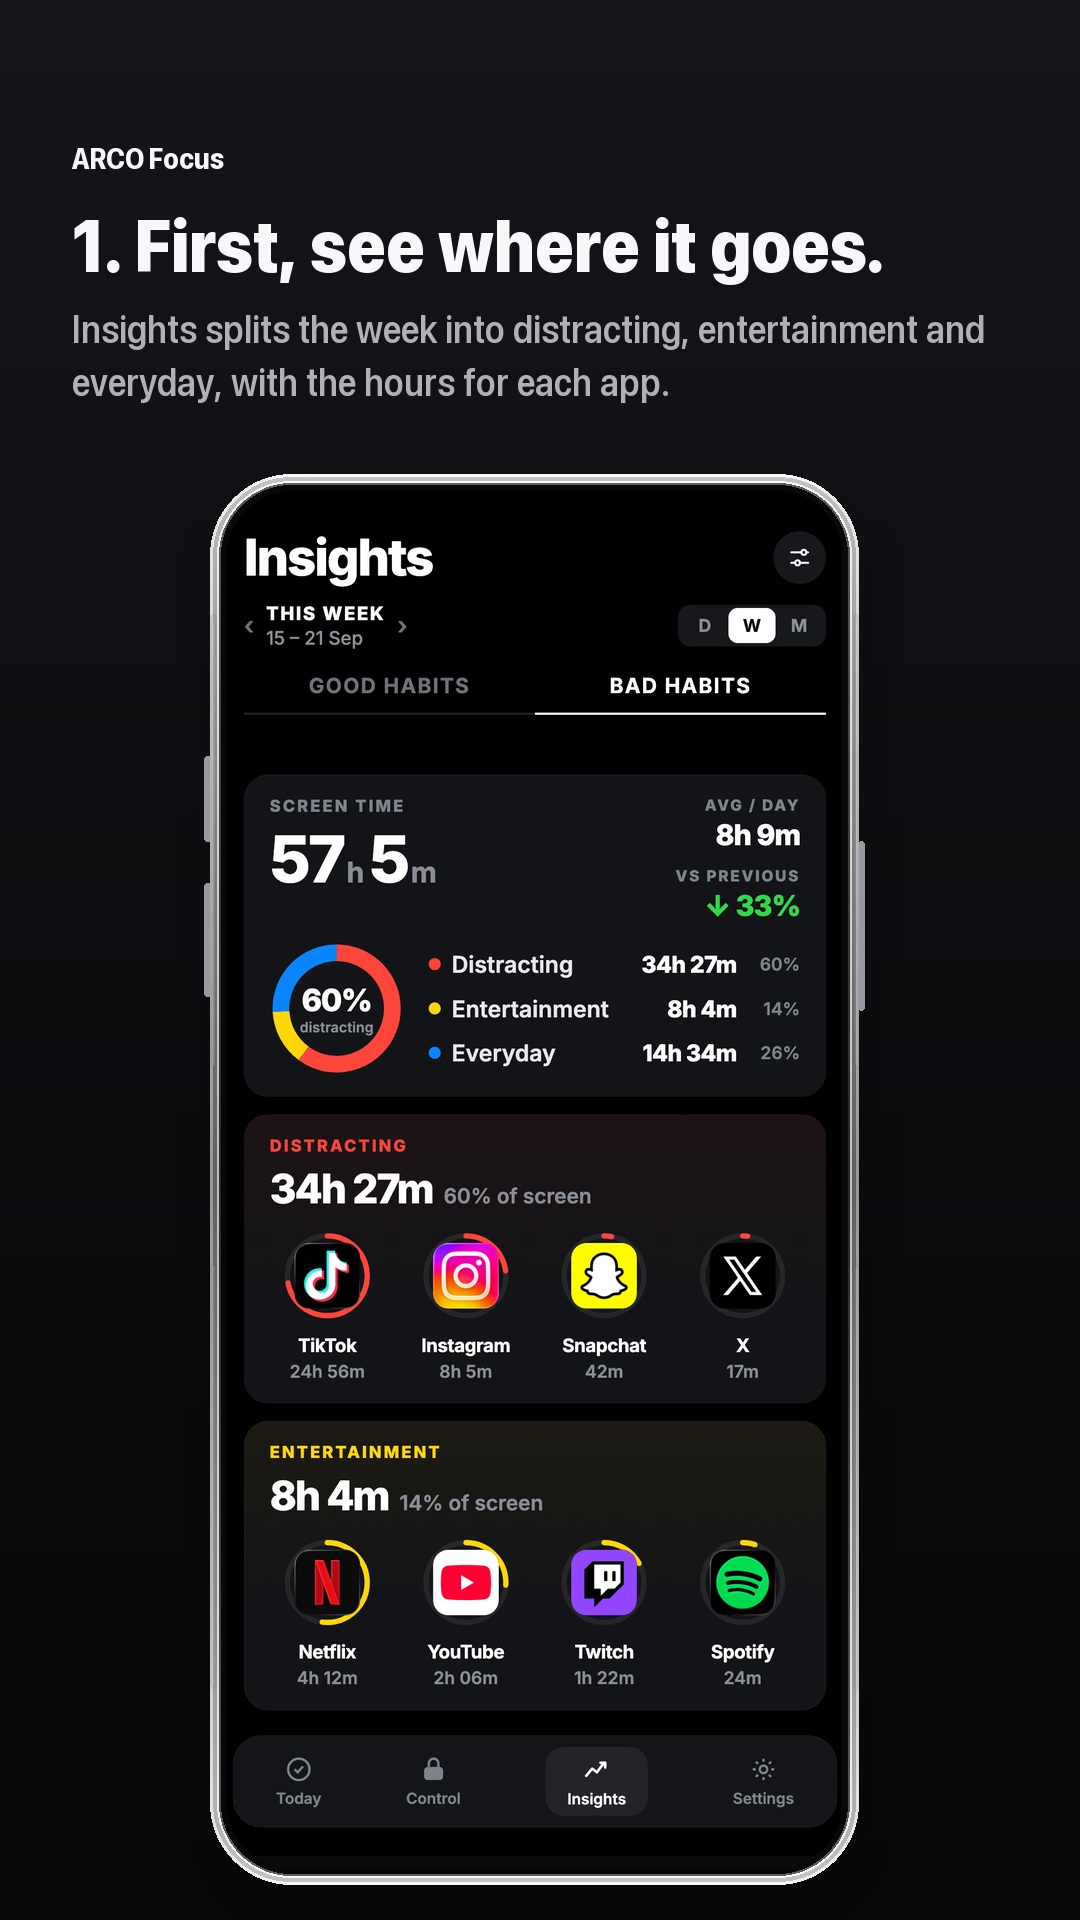 ARCO Focus
1. First, see where it goes.
Insights splits the week into distracting, entertainment and
everyday, with the hours for each app.
Insights
THIS WEEK
15 – 21 Sep
D W M
GOOD HABITS BAD HABITS
SCREEN TIME
57h 5m
AVG / DAY
8h 9m
VS PREVIOUS
↓ 33%
60%
distracting
Distracting 34h 27m 60%
Entertainment 8h 4m 14%
Everyday 14h 34m 26%
DISTRACTING
34h 27m 60% of screen
TikTok Instagram Snapchat X
24h 56m 8h 5m 42m 17m
ENTERTAINMENT
8h 4m 14% of screen
Netflix YouTube Twitch Spotify
4h 12m 2h 06m 1h 22m 24m
Today Control Insights Settings